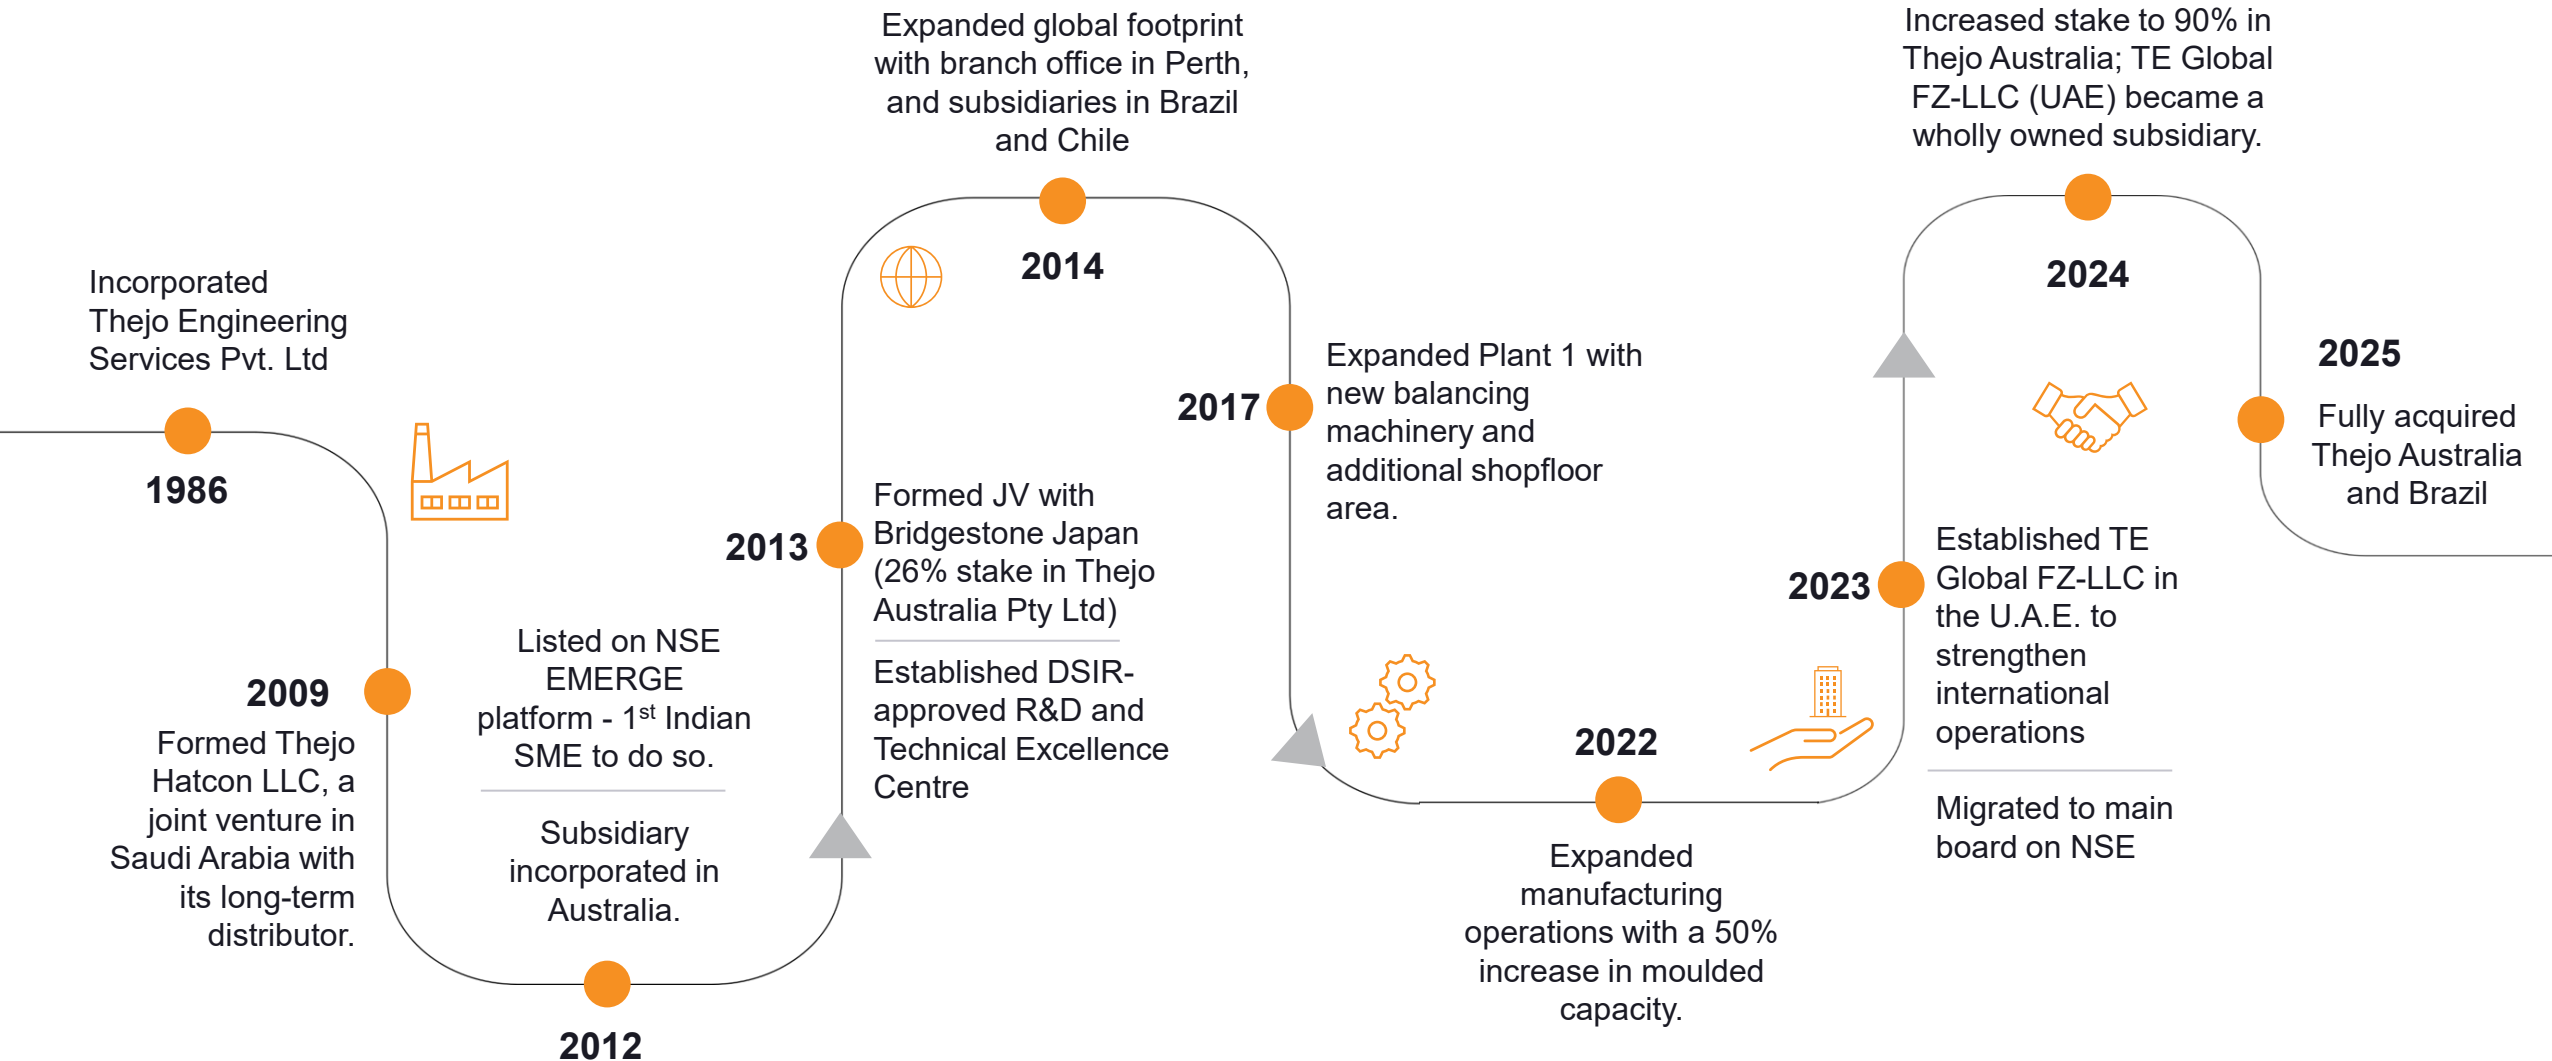 Incorporated
Thejo Engineering
Services Pvt. Ltd
1986
2009
Formed Thejo
Hatcon LLC, a
joint venture in
Saudi Arabia with
its long-term
distributor.
Listed on NSE
EMERGE
platform - 1st Indian
SME to do so.
Subsidiary
incorporated in
Australia.
2012
2013
Formed JV with
Bridgestone Japan
(26% stake in Thejo
Australia Pty Ltd)
Established DSIR-
approved R&D and
Technical Excellence
Centre
Expanded global footprint
with branch office in Perth,
and subsidiaries in Brazil
and Chile
2014
2017
Expanded Plant 1 with
new balancing
machinery and
additional shopfloor
area.
2022
Expanded
manufacturing
operations with a 50%
increase in moulded
capacity.
2023
Established TE
Global FZ-LLC in
the U.A.E. to
strengthen
international
operations
Migrated to main
board on NSE
Increased stake to 90% in
Thejo Australia; TE Global
FZ-LLC (UAE) became a
wholly owned subsidiary.
2024
2025
Fully acquired
Thejo Australia
and Brazil